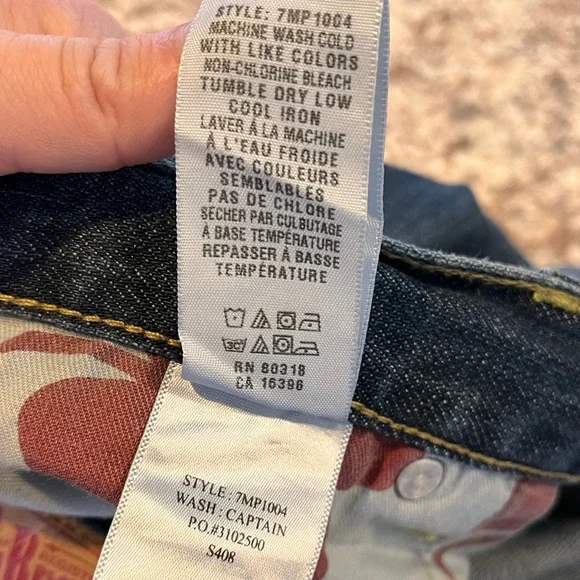 STYLE: 7MP1004
MACHINE WASH COLD
WITH LIKE COLORS
NON-CHLORINE BLEACH
TUMBLE DRY LOW
COOL IRON
LAVER À LA MACHINE
À L'EAU FROIDE
AVEC COULEURS
SEMBLABLES
PAS DE CHLORE
SÉCHER PAR CULBUTAGE
À BASE TEMPÉRATURE
REPASSER À BASSE
TEMPÉRATURE
30
RN 80318
CA 16396
STYLE : 7MP1004
WASH : CAPTAIN
P.O.#3102500
S408